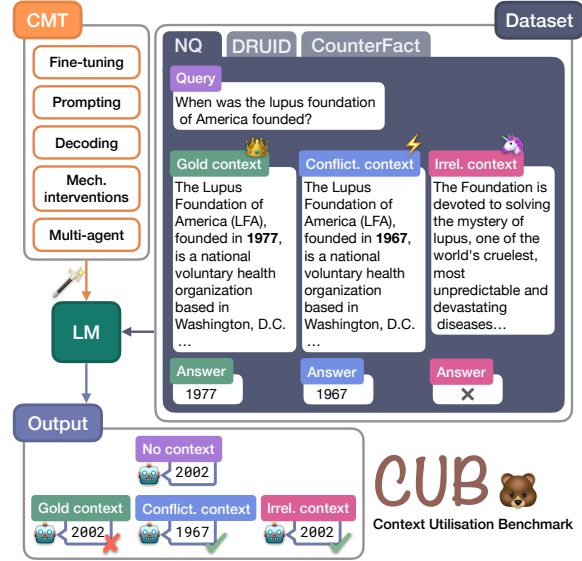 CMT
Fine-tuning
Prompting
Decoding
Mech.
interventions
Multi-agent
LM
Dataset
NQ
DRUID
CounterFact
Query
When was the lupus foundation
of America founded?
Gold context
The Lupus
Foundation of
America (LFA),
founded in 1977,
is a national
voluntary health
organization
based in
Washington, D.C.
...
Conflict. context
The Lupus
Foundation of
America (LFA),
founded in 1967,
is a national
voluntary health
organization
based in
Washington, D.C.
...
Irrel. context
The Foundation is
devoted to solving
the mystery of
lupus, one of the
world's cruelest,
most
unpredictable and
devastating
diseases...
Answer
1977
Answer
1967
Answer
Output
No context
2002
Gold context
2002
Conflict. context
1967
Irrel. context
2002
CUB
Context Utilisation Benchmark